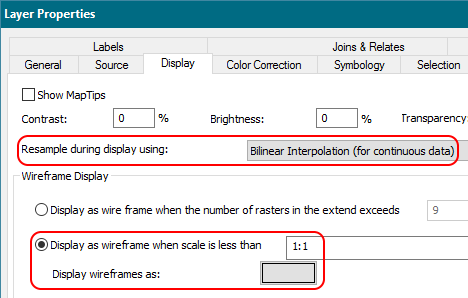 Layer Properties
Labels Joins & Relates
General Source Display Color Correction Symbology Selection
Show MapTips
Contrast: 0 % Brightness: 0 % Transparency
Resample during display using: Bilinear Interpolation (for continuous data)
Wireframe Display
Display as wire frame when the number of rasters in the extend exceeds 9
Display as wireframe when scale is less than 1:1
Display wireframes as: